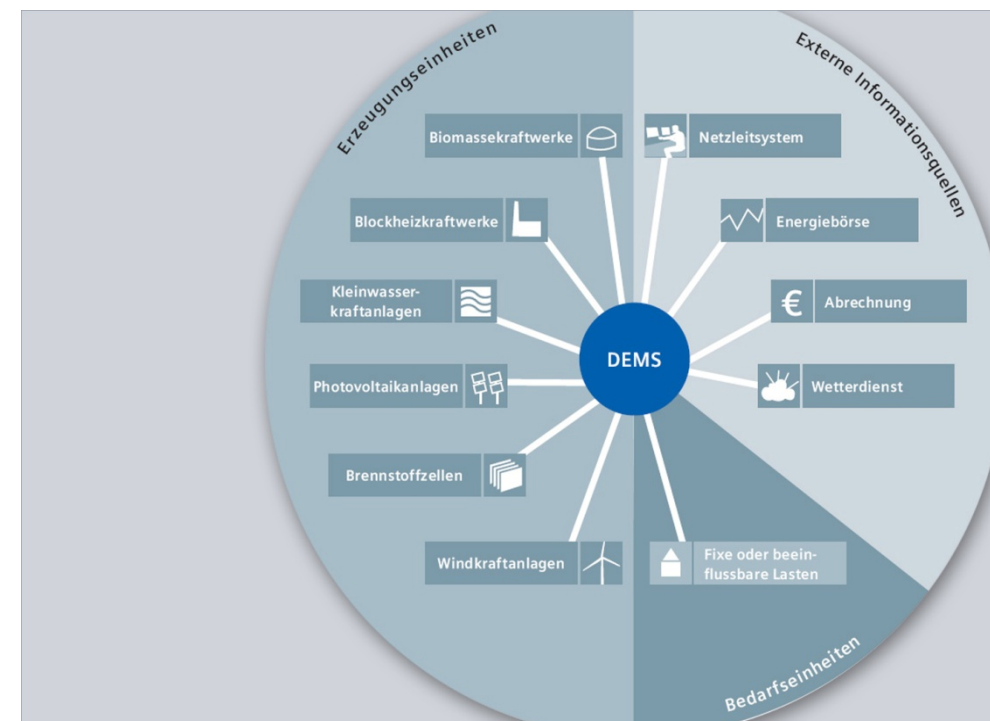 Erzeugungseinheiten
Externe Informationsquellen
Biomassekraftwerke
Netzleitsystem
Blockheizkraftwerke
Energiebörse
Kleinwasser-
kraftanlagen
€
Abrechnung
DEMS
Photovoltaikanlagen
Wetterdienst
Brennstoffzellen
Windkraftanlagen
Fixe oder beein-
flussbare Lasten
Bedarfseinheiten